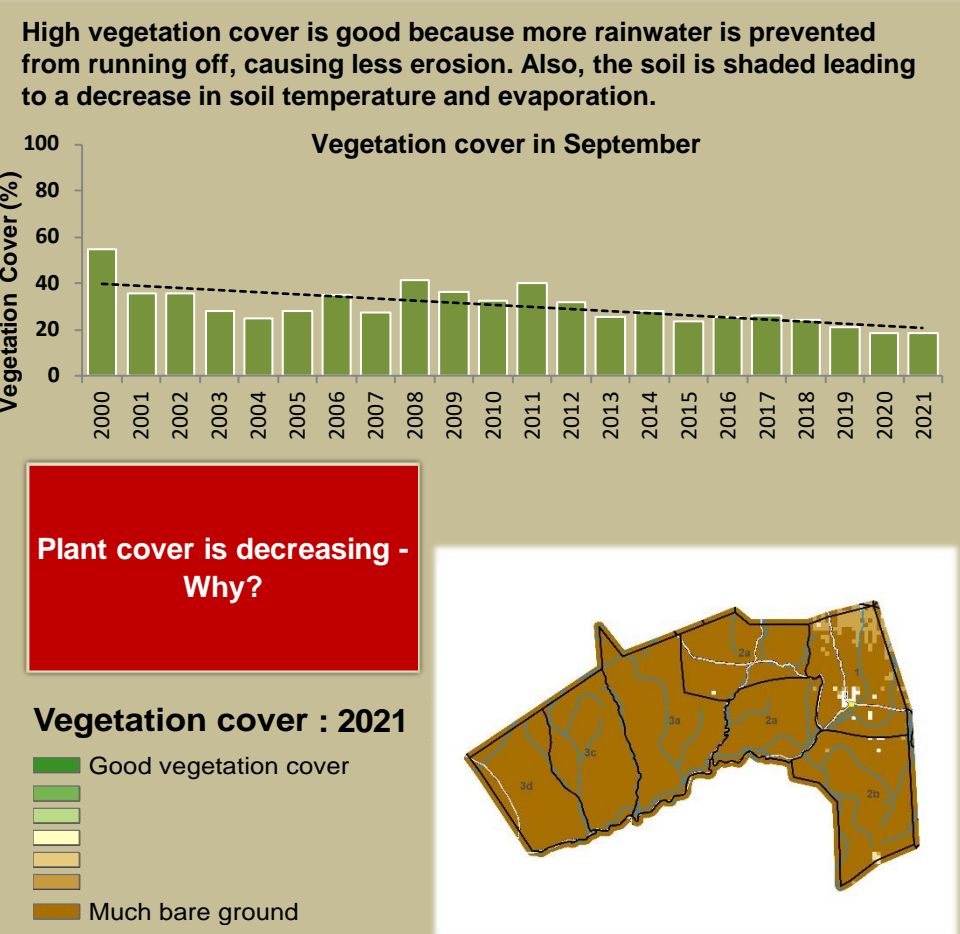 High vegetation cover is good because more rainwater is prevented
from running off, causing less erosion. Also, the soil is shaded leading
to a decrease in soil temperature and evaporation.
Vegetation cover in September
Vegetation Cover (%)
100
80
60
40
20
0
2000 2001 2002 2003 2004 2005 2006 2007 2008 2009 2010 2011 2012 2013 2014 2015 2016 2017 2018 2019 2020 2021
Plant cover is decreasing -
Why?
Vegetation cover : 2021
Good vegetation cover
Much bare ground
2a
1
3a
2a
3c
3d
2b